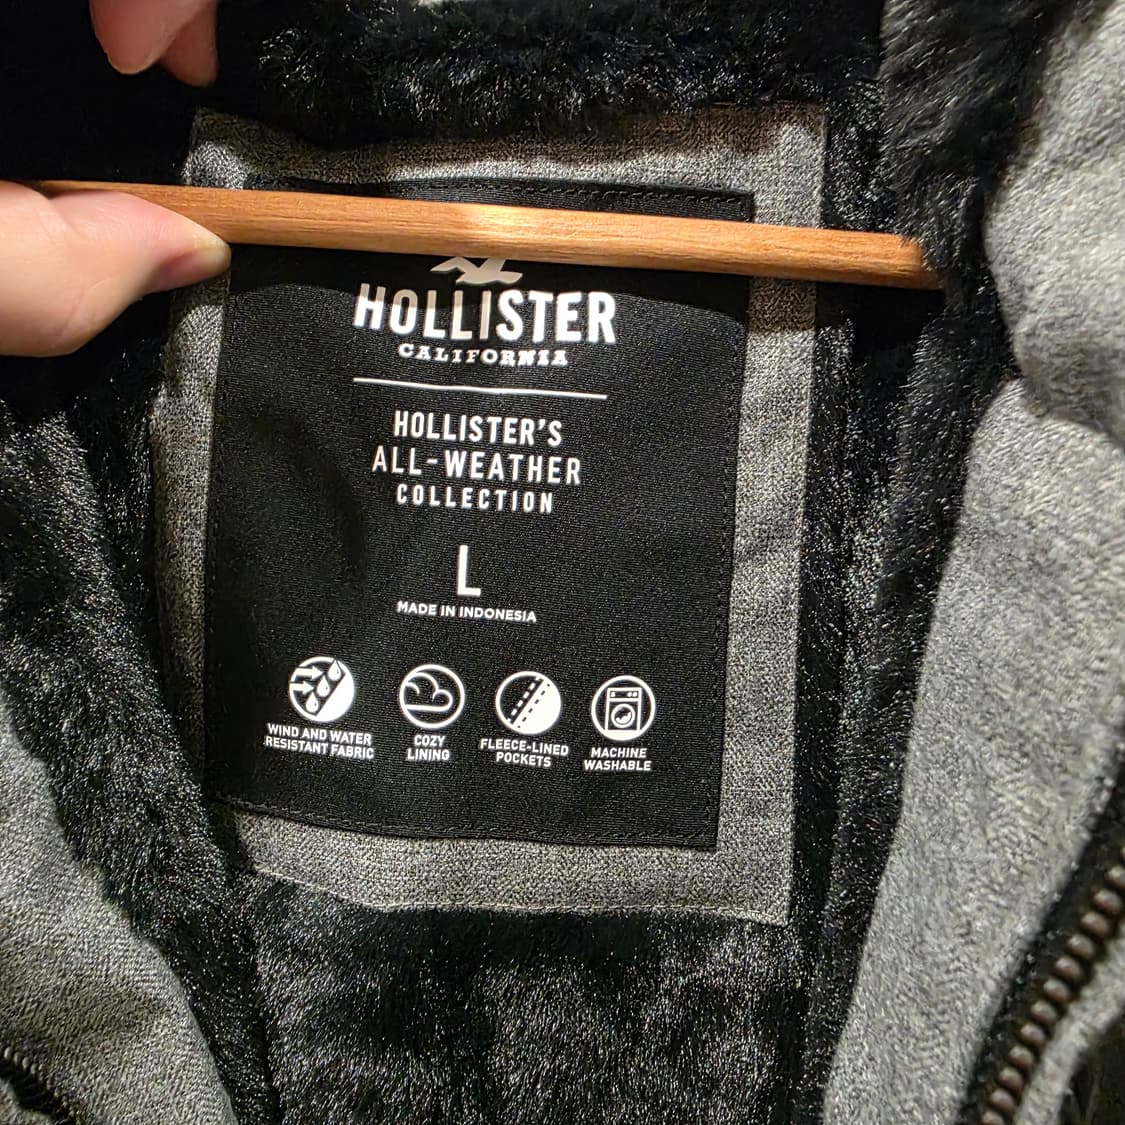 HOLLISTER
CALIFORNIA
HOLLISTER'S
ALL-WEATHER
COLLECTION
L
MADE IN INDONESIA
WIND AND WATER
RESISTANT FABRIC
COZY
LINING
FLEECE-LINED
POCKETS
MACHINE
WASHABLE